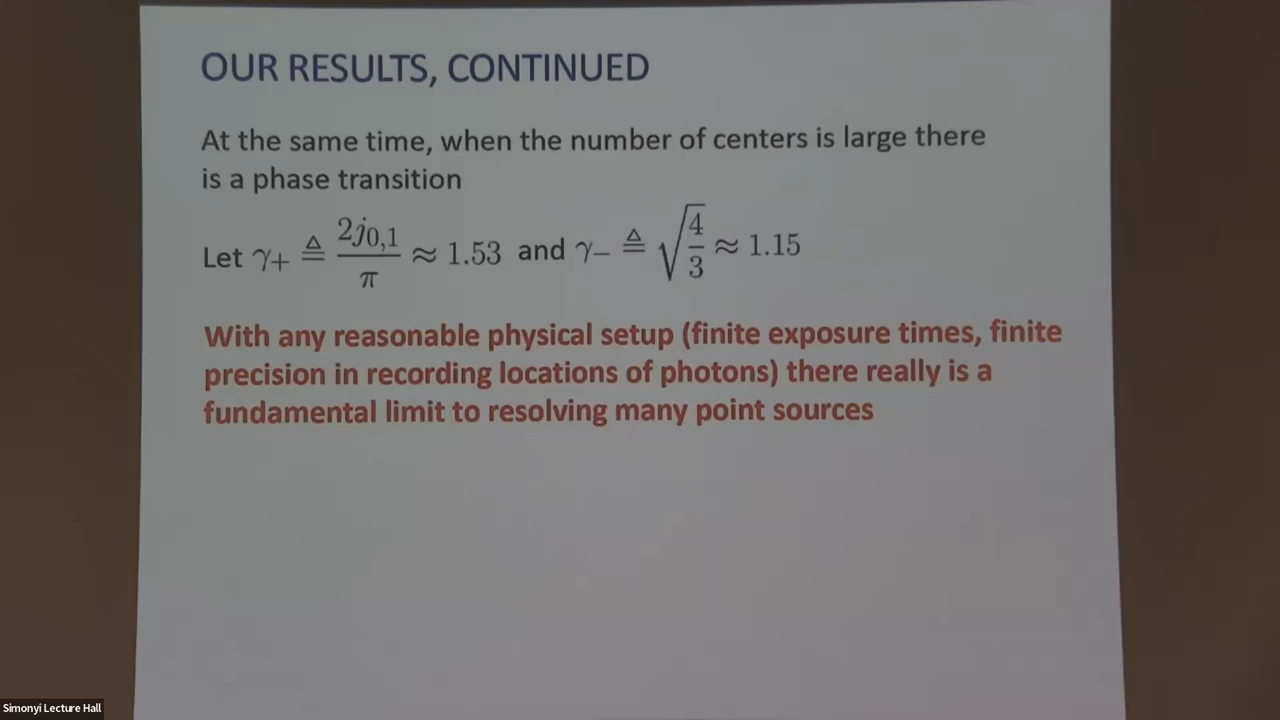 OUR RESULTS, CONTINUED
At the same time, when the number of centers is large there
is a phase transition
Let γ₊ ≜ 2j₀,₁/π ≈ 1.53 and γ₋ ≜ √(4/3) ≈ 1.15
With any reasonable physical setup (finite exposure times, finite
precision in recording locations of photons) there really is a
fundamental limit to resolving many point sources
Simonyi Lecture Hall